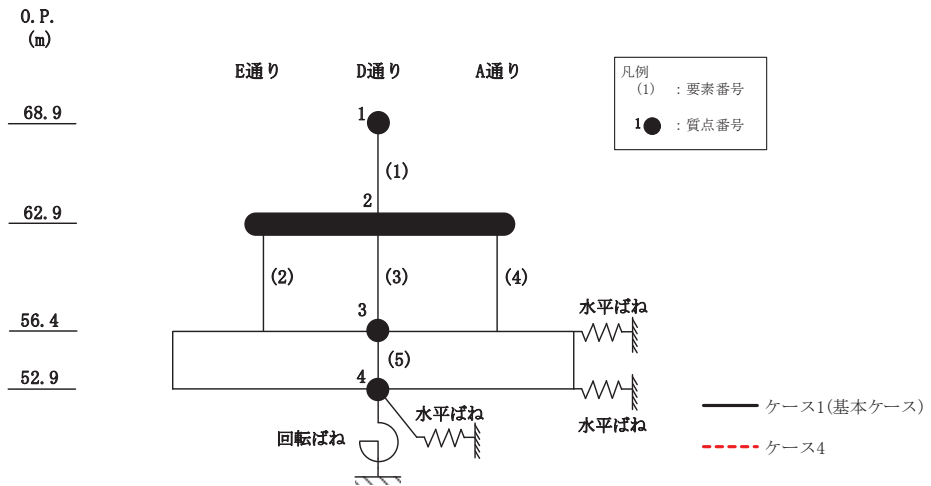 O.P.
(m)
E通り
D通り
A通り
凡例
(1) : 要素番号
1 : 質点番号
68.9
1
(1)
2
62.9
(2)
(3)
(4)
3
水平ばね
56.4
(5)
52.9
4
水平ばね
水平ばね
回転ばね
ケース1(基本ケース)
ケース4